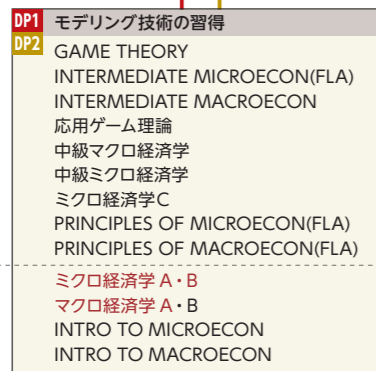 DP1 モデリング技術の習得
DP2
GAME THEORY
INTERMEDIATE MICROECON(FLA)
INTERMEDIATE MACROECON
応用ゲーム理論
中級マクロ経済学
中級ミクロ経済学
ミクロ経済学C
PRINCIPLES OF MICROECON(FLA)
PRINCIPLES OF MACROECON(FLA)
ミクロ経済学 A・B
マクロ経済学 A・B
INTRO TO MICROECON
INTRO TO MACROECON